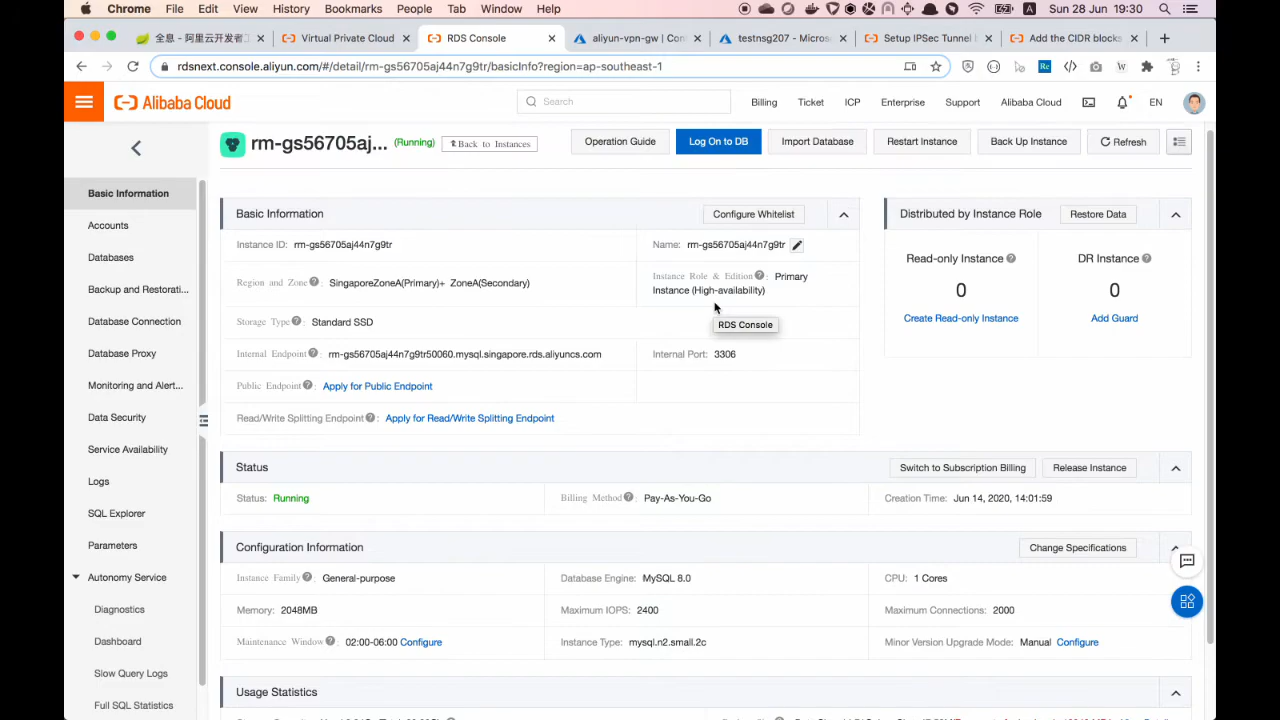 Chrome File Edit View History Bookmarks People Tab Window Help Sun 28 Jun 19:30
全息 - 阿里云开发者工 Virtual Private Cloud RDS Console aliyun-vpn-gw | Con testnsg207 - Micros Setup IPSec Tunnel b Add the CIDR blocks
rdsnext.console.aliyun.com/#/detail/rm-gs56705aj44n7g9tr/basicInfo?region=ap-southeast-1
Alibaba Cloud Search Billing Ticket ICP Enterprise Support Alibaba Cloud EN
rm-gs56705aj... (Running) Back to Instances Operation Guide Log On to DB Import Database Restart Instance Back Up Instance Refresh
Basic Information
Accounts
Databases
Backup and Restorati...
Database Connection
Database Proxy
Monitoring and Alert...
Data Security
Service Availability
Logs
SQL Explorer
Parameters
Autonomy Service
Diagnostics
Dashboard
Slow Query Logs
Full SQL Statistics
Basic Information Configure Whitelist
Instance ID: rm-gs56705aj44n7g9tr Name: rm-gs56705aj44n7g9tr
Region and Zone : SingaporeZoneA(Primary)+ ZoneA(Secondary) Instance Role & Edition : Primary
Instance (High-availability)
RDS Console
Storage Type : Standard SSD
Internal Endpoint : rm-gs56705aj44n7g9tr50060.mysql.singapore.rds.aliyuncs.com Internal Port: 3306
Public Endpoint : Apply for Public Endpoint
Read/Write Splitting Endpoint : Apply for Read/Write Splitting Endpoint
Distributed by Instance Role Restore Data
Read-only Instance DR Instance
0 0
Create Read-only Instance Add Guard
Status Switch to Subscription Billing Release Instance
Status: Running Billing Method : Pay-As-You-Go Creation Time: Jun 14, 2020, 14:01:59
Configuration Information Change Specifications
Instance Family : General-purpose Database Engine: MySQL 8.0 CPU: 1 Cores
Memory: 2048MB Maximum IOPS: 2400 Maximum Connections: 2000
Maintenance Window : 02:00-06:00 Configure Instance Type: mysql.n2.small.2c Minor Version Upgrade Mode: Manual Configure
Usage Statistics